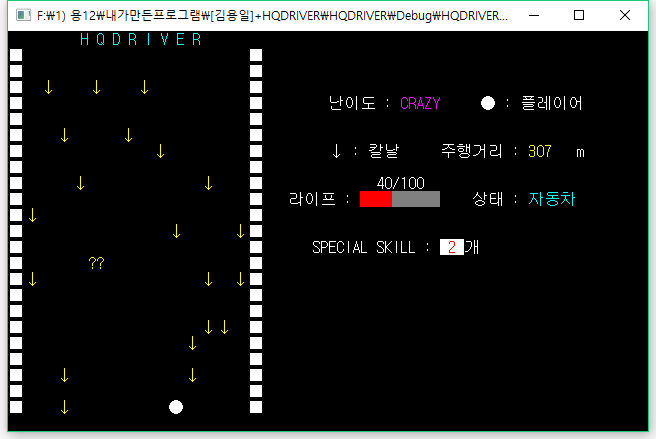 F:₩1) 용12₩내가만든프로그램₩[김용일]+HQDRIVER₩HQDRIVER₩Debug₩HQDRIVER...
H Q D R I V E R
난이도 : CRAZY ● : 플레이어
↓ : 칼날 주행거리 : 307 m
40/100
라이프 : 상태 : 자동차
SPECIAL SKILL : 2 개
??